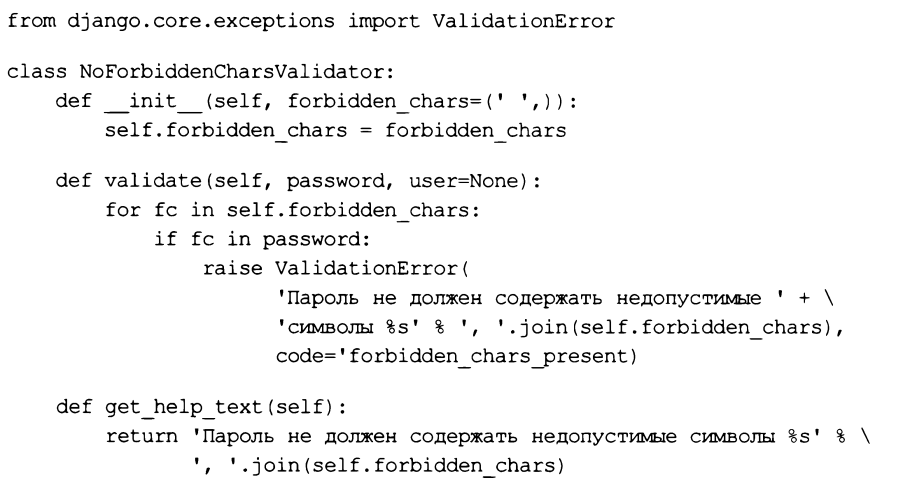 from django.core.exceptions import ValidationError
class NoForbiddenCharsValidator:
    def __init__(self, forbidden_chars=(' ',)):
        self.forbidden_chars = forbidden_chars
    def validate(self, password, user=None):
        for fc in self.forbidden_chars:
            if fc in password:
                raise ValidationError(
                      'Пароль не должен содержать недопустимые ' + \
                      'символы %s' % ', '.join(self.forbidden_chars),
                      code='forbidden_chars_present)
    def get_help_text(self):
        return 'Пароль не должен содержать недопустимые символы %s' % \
               ', '.join(self.forbidden_chars)